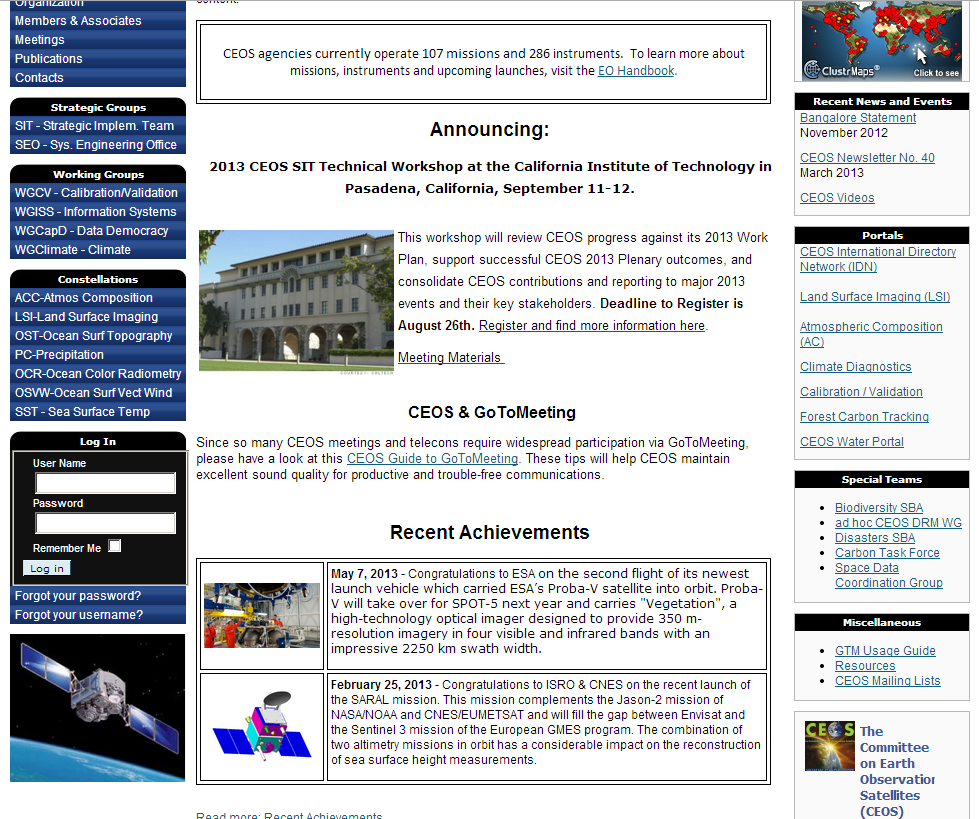 Organization
Members & Associates
Meetings
Publications
Contacts
Strategic Groups
SIT - Strategic Implem. Team
SEO - Sys. Engineering Office
Working Groups
WGCV - Calibration/Validation
WGISS - Information Systems
WGCapD - Data Democracy
WGClimate - Climate
Constellations
ACC-Atmos Composition
LSI-Land Surface Imaging
OST-Ocean Surf Topography
PC-Precipitation
OCR-Ocean Color Radiometry
OSVW-Ocean Surf Vect Wind
SST - Sea Surface Temp
Log In
User Name
Password
Remember Me
Log in
Forgot your password?
Forgot your username?
content.
CEOS agencies currently operate 107 missions and 286 instruments. To learn more about
missions, instruments and upcoming launches, visit the EO Handbook.
Announcing:
2013 CEOS SIT Technical Workshop at the California Institute of Technology in
Pasadena, California, September 11-12.
This workshop will review CEOS progress against its 2013 Work
Plan, support successful CEOS 2013 Plenary outcomes, and
consolidate CEOS contributions and reporting to major 2013
events and their key stakeholders. Deadline to Register is
August 26th. Register and find more information here.
Meeting Materials
COURTESY: CALTECH
CEOS & GoToMeeting
Since so many CEOS meetings and telecons require widespread participation via GoToMeeting,
please have a look at this CEOS Guide to GoToMeeting. These tips will help CEOS maintain
excellent sound quality for productive and trouble-free communications.
Recent Achievements
May 7, 2013 - Congratulations to ESA on the second flight of its newest
launch vehicle which carried ESA's Proba-V satellite into orbit. Proba-
V will take over for SPOT-5 next year and carries "Vegetation", a
high-technology optical imager designed to provide 350 m-
resolution imagery in four visible and infrared bands with an
impressive 2250 km swath width.
February 25, 2013 - Congratulations to ISRO & CNES on the recent launch of
the SARAL mission. This mission complements the Jason-2 mission of
NASA/NOAA and CNES/EUMETSAT and will fill the gap between Envisat and
the Sentinel 3 mission of the European GMES program. The combination of
two altimetry missions in orbit has a considerable impact on the reconstruction
of sea surface height measurements.
Read more: Recent Achievements
ClustrMaps®
Click to see
Recent News and Events
Bangalore Statement
November 2012
CEOS Newsletter No. 40
March 2013
CEOS Videos
Portals
CEOS International Directory
Network (IDN)
Land Surface Imaging (LSI)
Atmospheric Composition
(AC)
Climate Diagnostics
Calibration / Validation
Forest Carbon Tracking
CEOS Water Portal
Special Teams
Biodiversity SBA
ad hoc CEOS DRM WG
Disasters SBA
Carbon Task Force
Space Data
Coordination Group
Miscellaneous
GTM Usage Guide
Resources
CEOS Mailing Lists
CEOS
The
Committee
on Earth
Observation
Satellites
(CEOS)